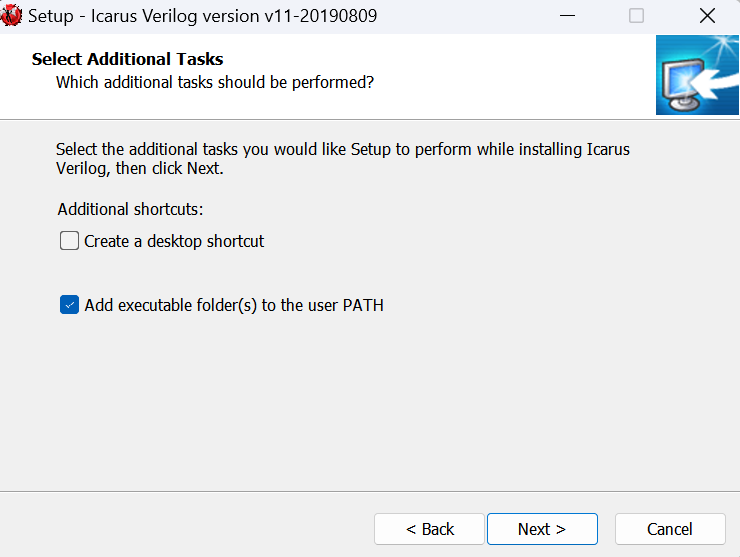 Setup - Icarus Verilog version v11-20190809
Select Additional Tasks
Which additional tasks should be performed?
Select the additional tasks you would like Setup to perform while installing Icarus
Verilog, then click Next.
Additional shortcuts:
Create a desktop shortcut
Add executable folder(s) to the user PATH
< Back
Next >
Cancel